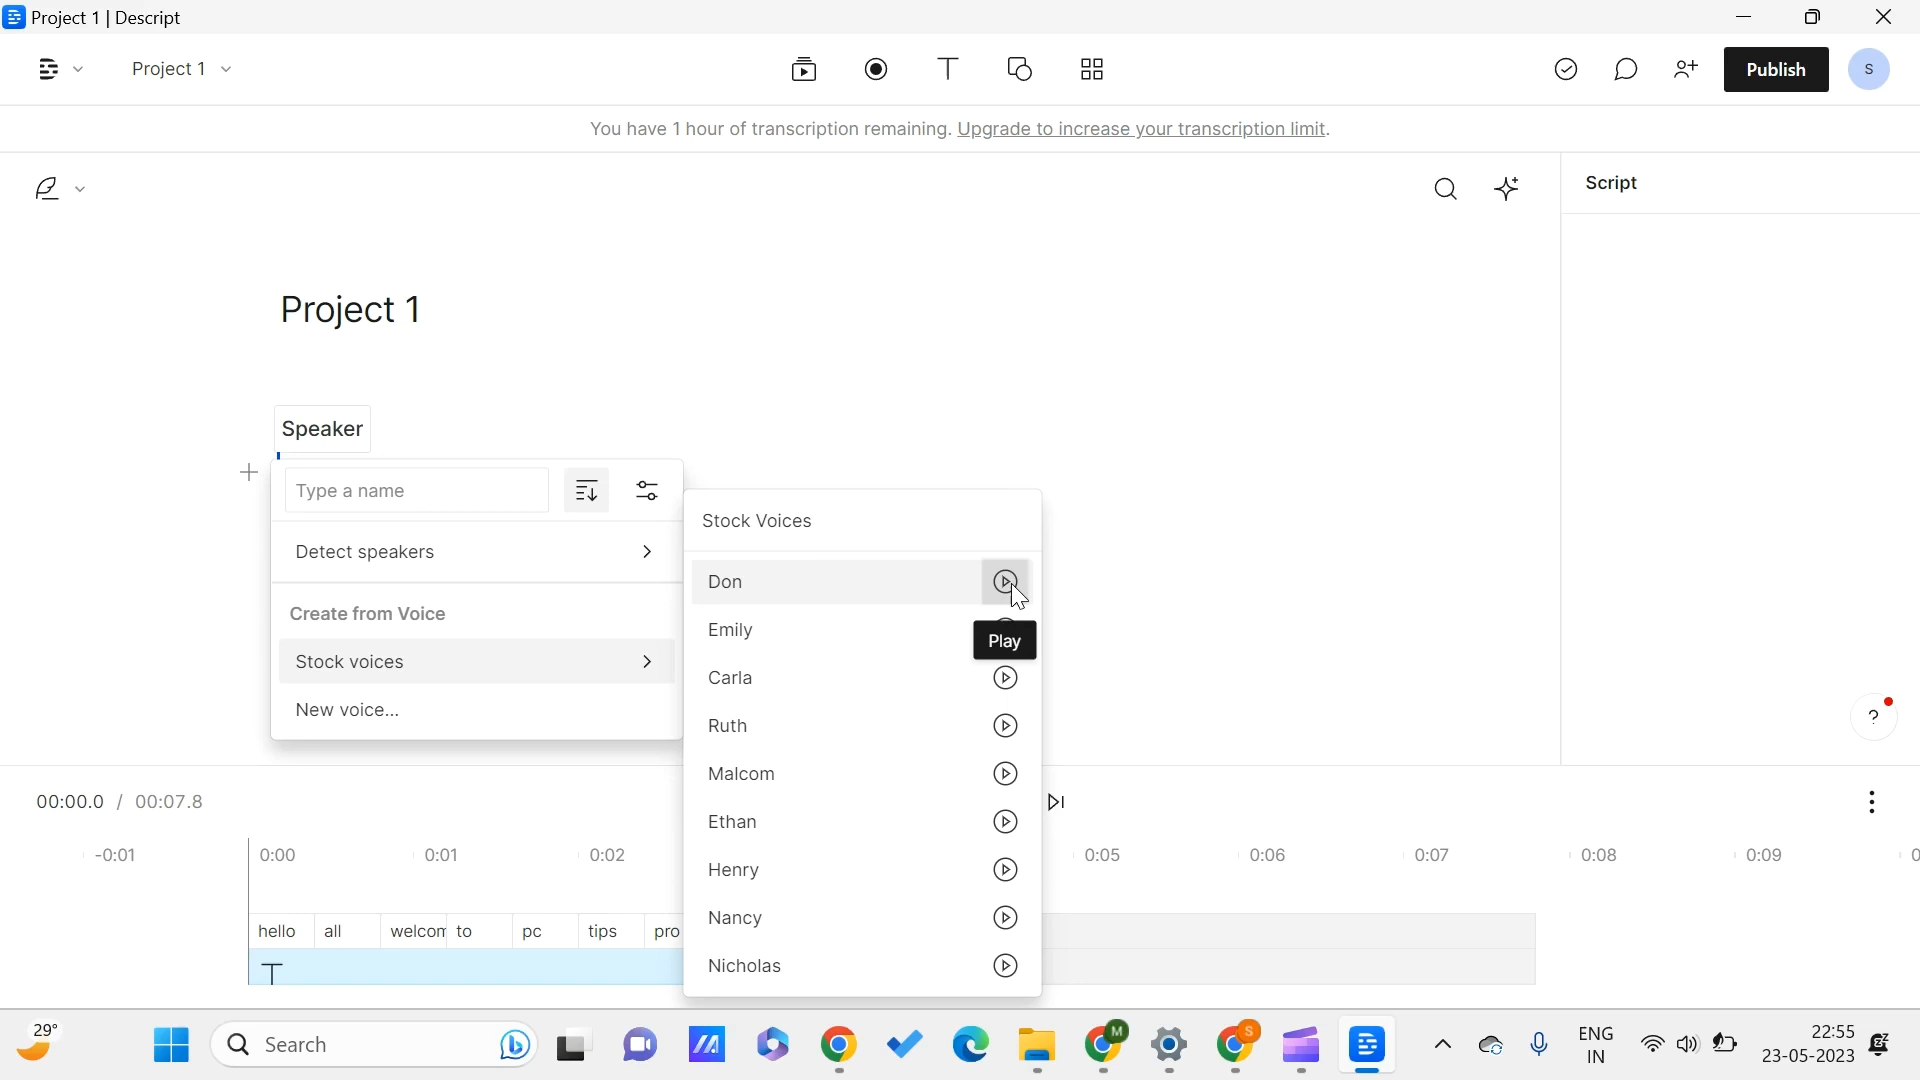 Project 1 | Descript
Project 1
Publish
S
You have 1 hour of transcription remaining. Upgrade to increase your transcription limit.
Script
Project 1
Speaker
Type a name
Detect speakers
Create from Voice
Stock voices
New voice...
Stock Voices
Don
Emily
Play
Carla
Ruth
Malcom
Ethan
Henry
Nancy
Nicholas
?
00:00.0 / 00:07.8
-0:01 0:00 0:01 0:02 0:05 0:06 0:07 0:08 0:09
hello all welcom to pc tips pro
T
29°
Search
M
S
ENG
IN
22:55
23-05-2023